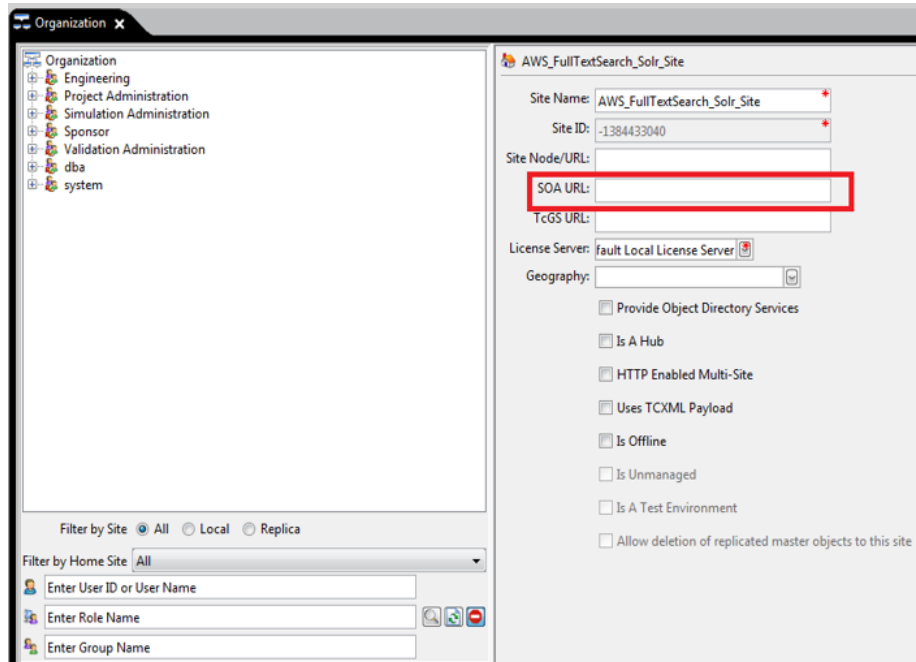 Organization
Organization
Engineering
Project Administration
Simulation Administration
Sponsor
Validation Administration
dba
system
Filter by Site All Local Replica
Filter by Home Site All
Enter User ID or User Name
Enter Role Name
Enter Group Name
AWS_FullTextSearch_Solr_Site
Site Name: AWS_FullTextSearch_Solr_Site *
Site ID: -1384433040 *
Site Node/URL:
SOA URL:
TcGS URL:
License Server: fault Local License Server
Geography:
Provide Object Directory Services
Is A Hub
HTTP Enabled Multi-Site
Uses TCXML Payload
Is Offline
Is Unmanaged
Is A Test Environment
Allow deletion of replicated master objects to this site